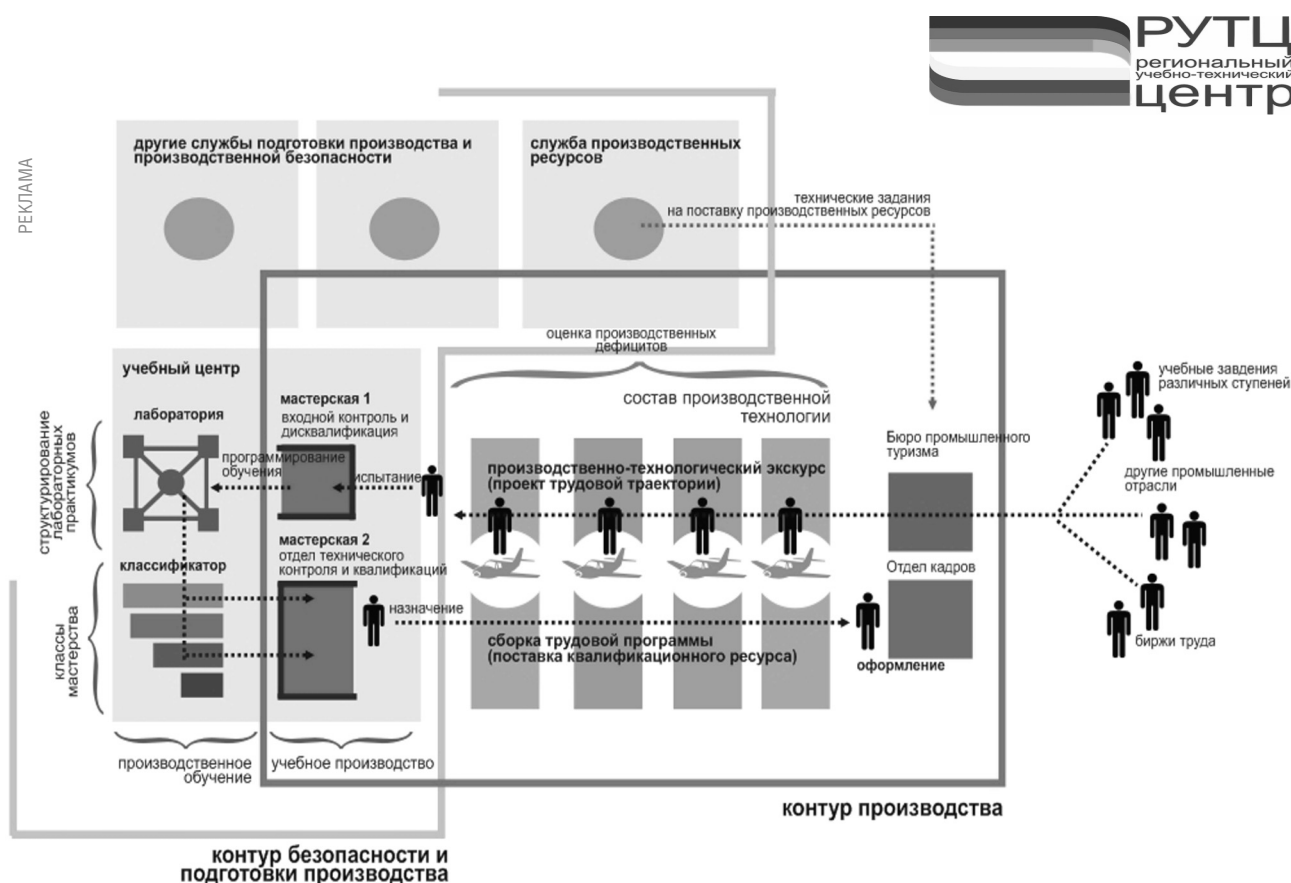 РУТЦ
региональный
учебно-технический
центр
РЕКЛАМА
другие службы подготовки производства и
производственной безопасности
служба производственных
ресурсов
технические задания
на поставку производственных ресурсов
оценка производственных
дефицитов
учебный центр
лаборатория
мастерская 1
входной контроль и
дисквалификация
программирование
обучения
испытание
состав производственной
технологии
Бюро промышленного
туризма
учебные завдения
различных ступеней
другие промышленные
отрасли
биржи труда
производственно-технологический экскурс
(проект трудовой траектории)
структурирование
лабораторных
практикумов
классификатор
мастерская 2
отдел технического
контроля и квалификаций
назначение
Отдел кадров
сборка трудовой программы
(поставка квалификационного ресурса)
оформление
классы
мастерства
производственное
обучение
учебное производство
контур производства
контур безопасности и
подготовки производства